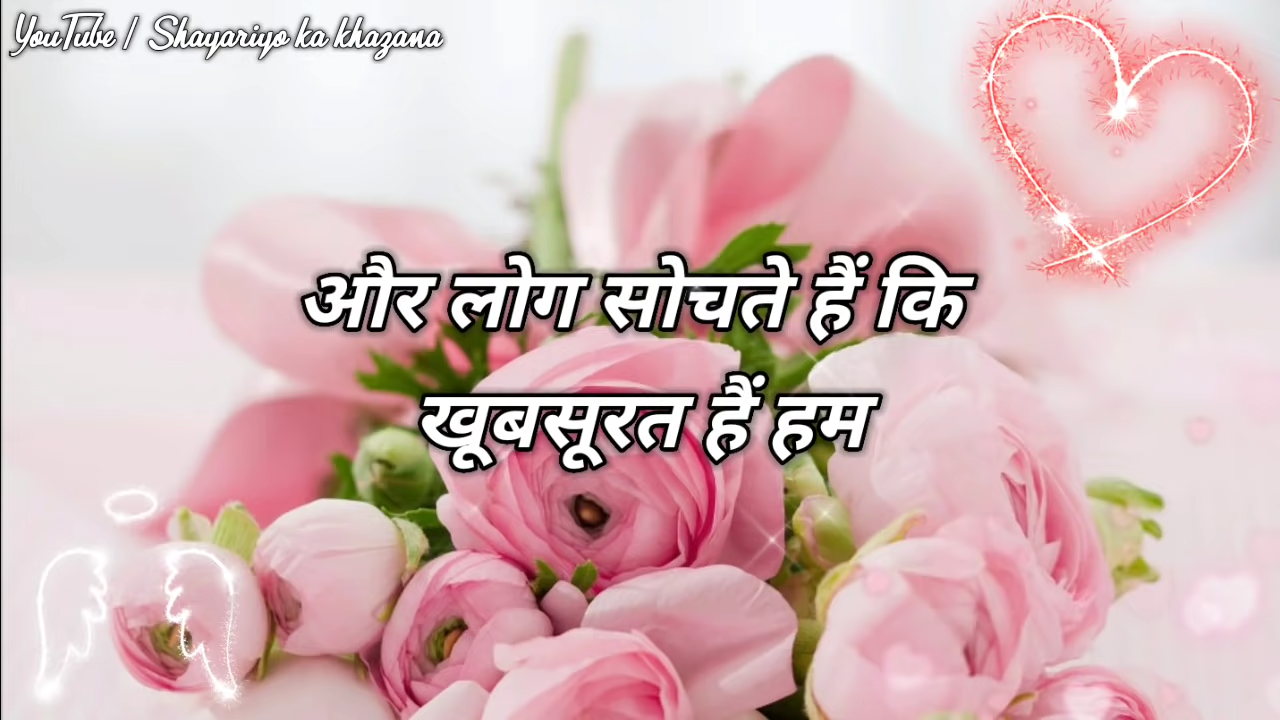 YouTube / Shayariyo ka khazana
और लोग सोचते हैं कि
खूबसूरत हैं हम